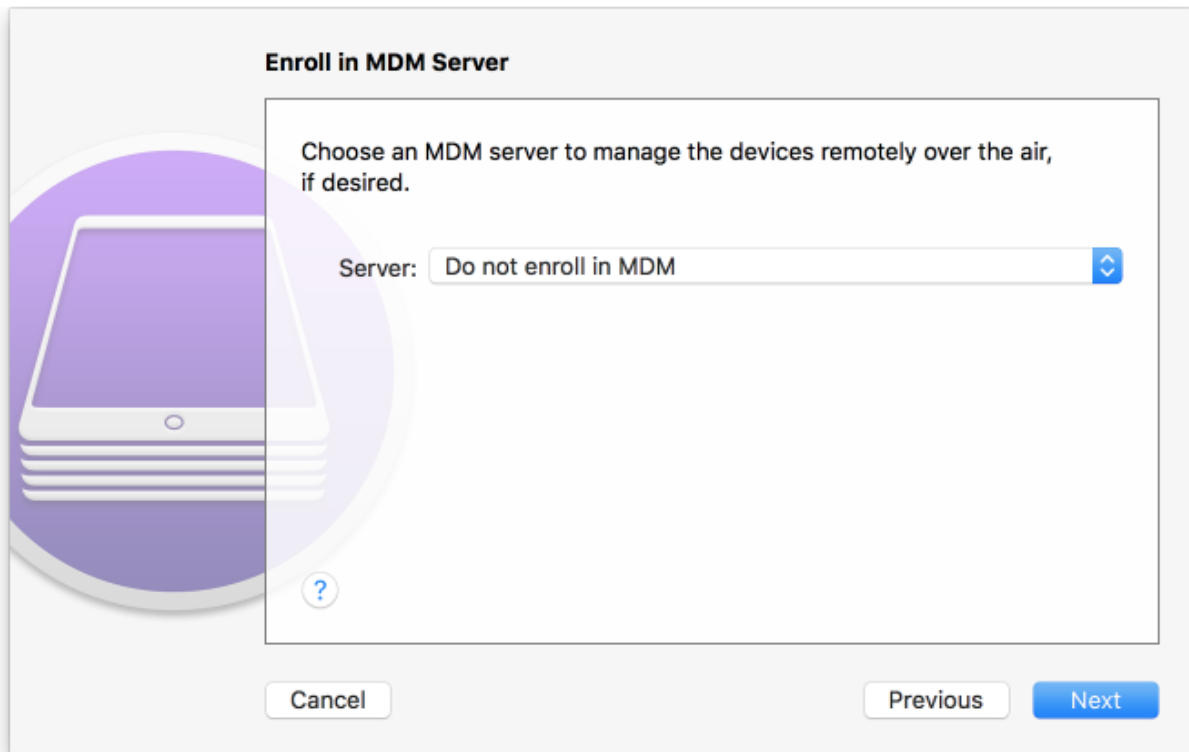 Enroll in MDM Server
Choose an MDM server to manage the devices remotely over the air,
if desired.
Server: Do not enroll in MDM
?
Cancel Previous Next